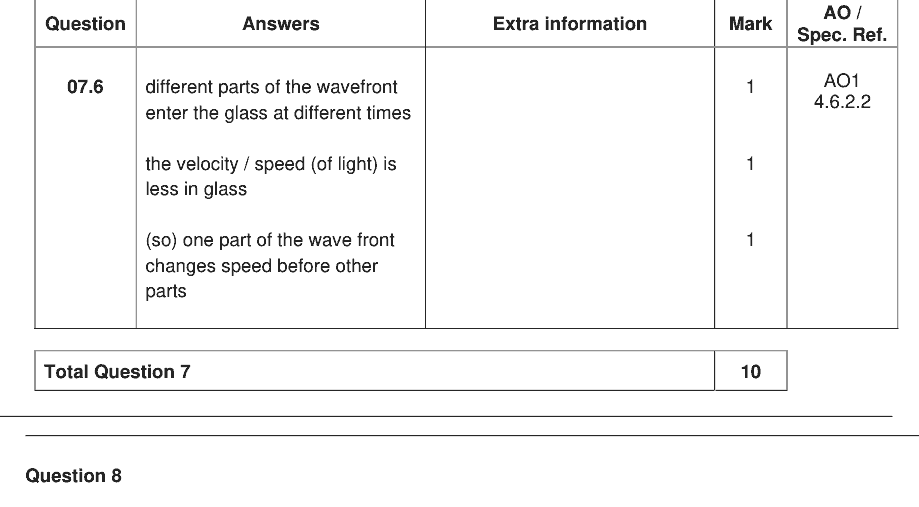 Question Answers Extra information Mark AO /
Spec. Ref.
07.6 different parts of the wavefront 1 AO1
enter the glass at different times 4.6.2.2
the velocity / speed (of light) is 1
less in glass
(so) one part of the wave front 1
changes speed before other
parts
Total Question 7 10
Question 8